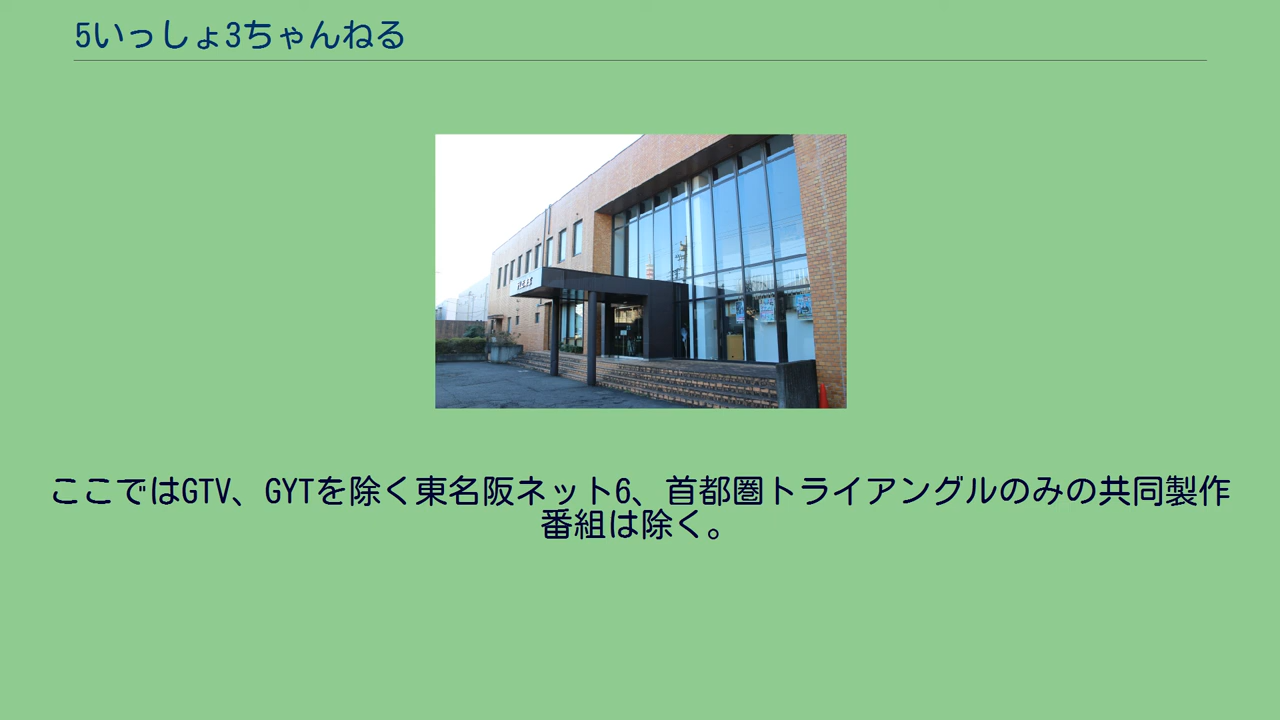 5いっしょ3ちゃんねる
ここではGTV、GYTを除く東名阪ネット6、首都圏トライアングルのみの共同製作
番組は除く。